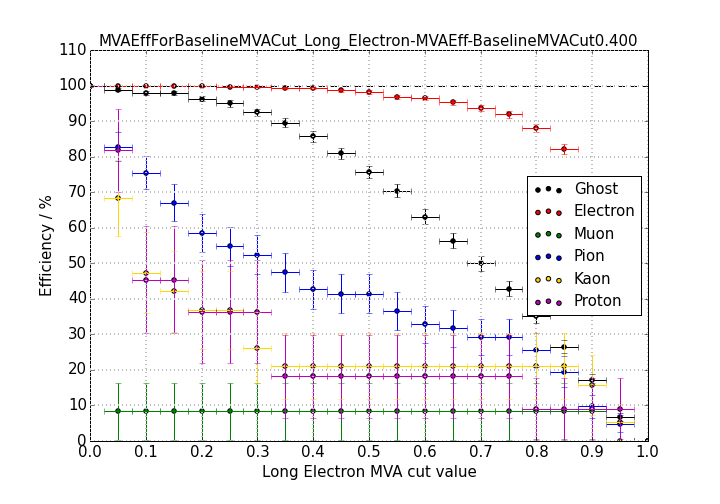 MVAEffForBaselineMVACut_Long_Electron-MVAEff-BaselineMVACut0.400
110
100
90
80
70
60
50
40
30
20
10
0
Efficiency / %
Ghost
Electron
Muon
Pion
Kaon
Proton
0.0 0.1 0.2 0.3 0.4 0.5 0.6 0.7 0.8 0.9 1.0
Long Electron MVA cut value